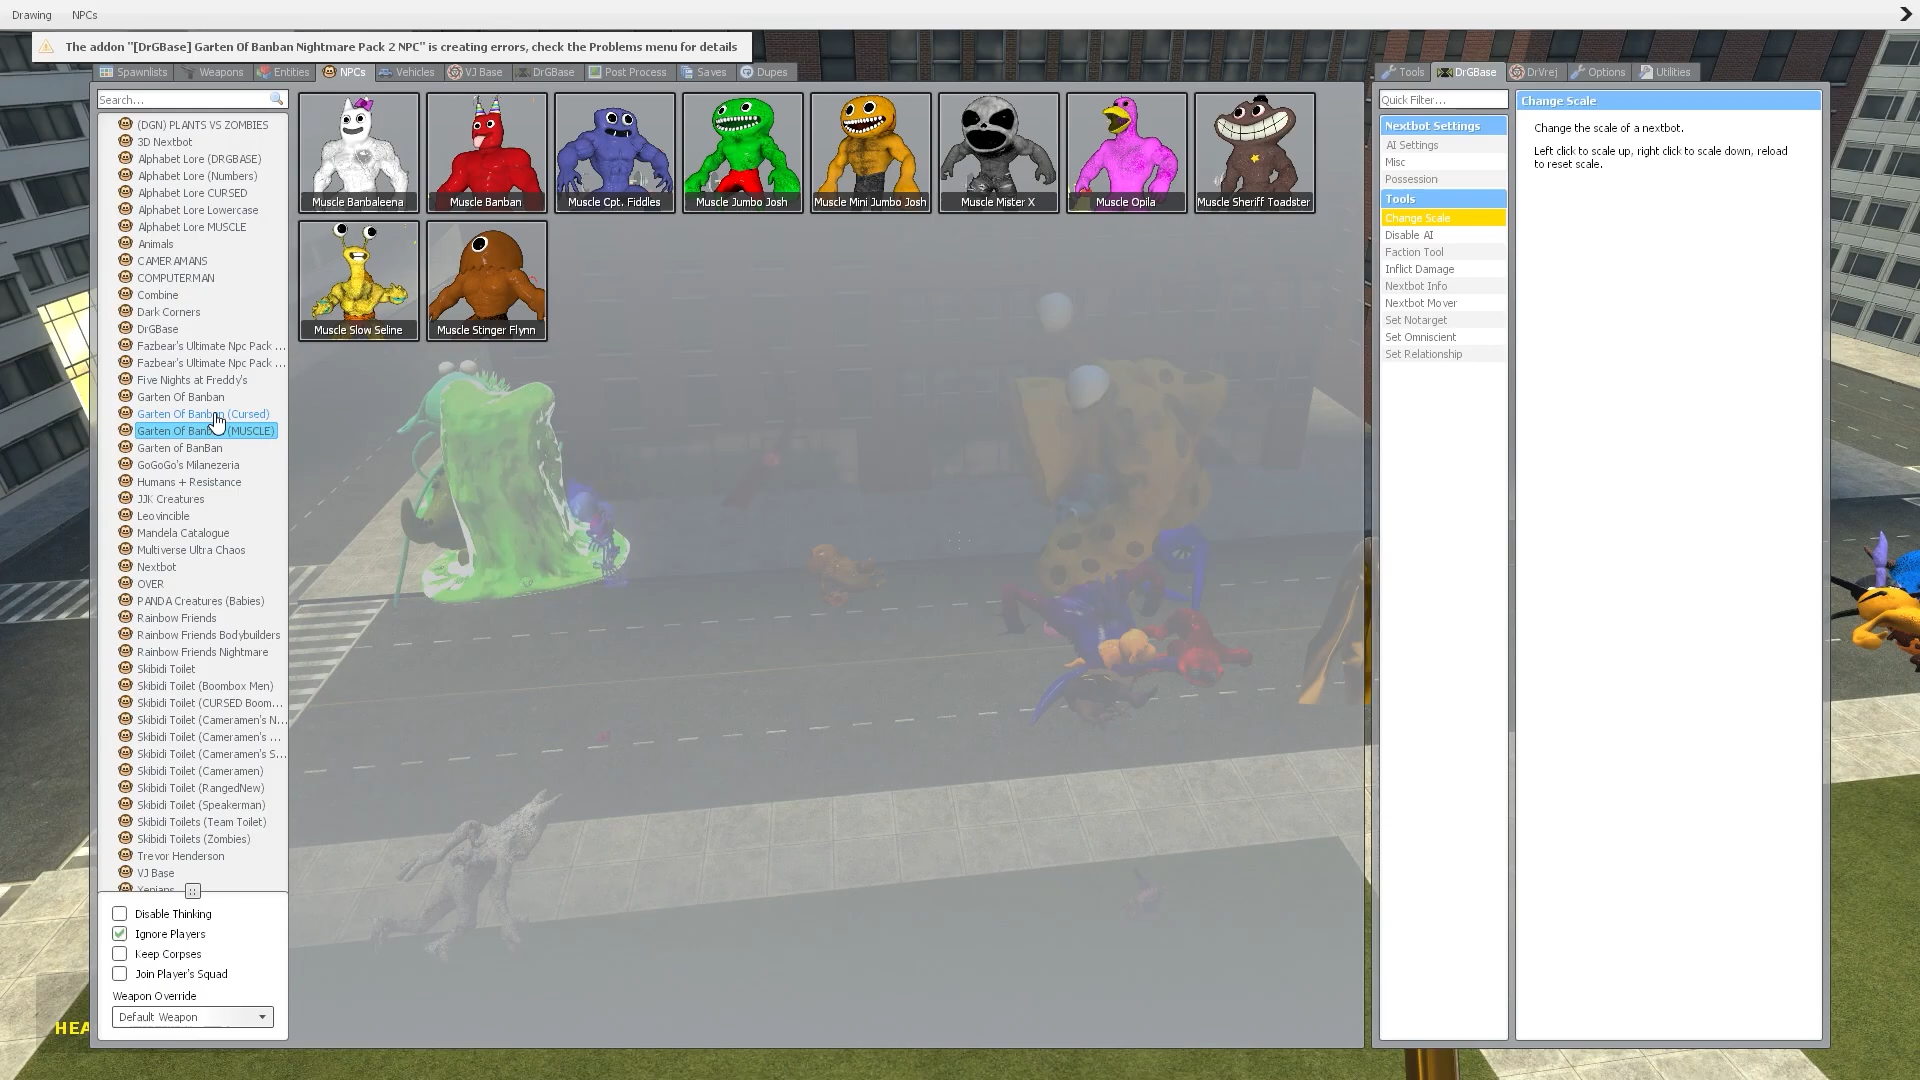 Drawing NPCs
The addon "[DrGBase] Garten Of Banban Nightmare Pack 2 NPC" is creating errors, check the Problems menu for details
Spawnlists Weapons Entities NPCs Vehicles VJ Base DrGBase Post Process Saves Dupes
Search...
(DGN) PLANTS VS ZOMBIES
3D Nextbot
Alphabet Lore (DRGBASE)
Alphabet Lore (Numbers)
Alphabet Lore CURSED
Alphabet Lore Lowercase
Alphabet Lore MUSCLE
Animals
CAMERAMANS
COMPUTERMAN
Combine
Dark Corners
DrGBase
Fazbear's Ultimate Npc Pack ...
Fazbear's Ultimate Npc Pack ...
Five Nights at Freddy's
Garten Of Banban
Garten Of Banban (Cursed)
Garten Of Banban (MUSCLE)
Garten of BanBan
GoGoGo's Milanezeria
Humans + Resistance
JJK Creatures
Leovincible
Mandela Catalogue
Multiverse Ultra Chaos
Nextbot
OVER
PANDA Creatures (Babies)
Rainbow Friends
Rainbow Friends Bodybuilders
Rainbow Friends Nightmare
Skibidi Toilet
Skibidi Toilet (Boombox Men)
Skibidi Toilet (CURSED Boom...
Skibidi Toilet (Cameramen's N...
Skibidi Toilet (Cameramen's ...
Skibidi Toilet (Cameramen's S...
Skibidi Toilet (Cameramen)
Skibidi Toilet (RangedNew)
Skibidi Toilet (Speakerman)
Skibidi Toilets (Team Toilet)
Skibidi Toilets (Zombies)
Trevor Henderson
VJ Base
Xenians
Disable Thinking
Ignore Players
Keep Corpses
Join Player's Squad
Weapon Override
Default Weapon
HEA
Muscle Banbaleena
Muscle Banban
Muscle Cpt. Fiddles
Muscle Jumbo Josh
Muscle Mini Jumbo Josh
Muscle Mister X
Muscle Opila
Muscle Sheriff Toadster
Muscle Slow Seline
Muscle Stinger Flynn
Tools DrGBase DrVrej Options Utilities
Quick Filter...
Nextbot Settings
AI Settings
Misc
Possession
Tools
Change Scale
Disable AI
Faction Tool
Inflict Damage
Nextbot Info
Nextbot Mover
Set Notarget
Set Omniscient
Set Relationship
Change Scale
Change the scale of a nextbot.
Left click to scale up, right click to scale down, reload
to reset scale.